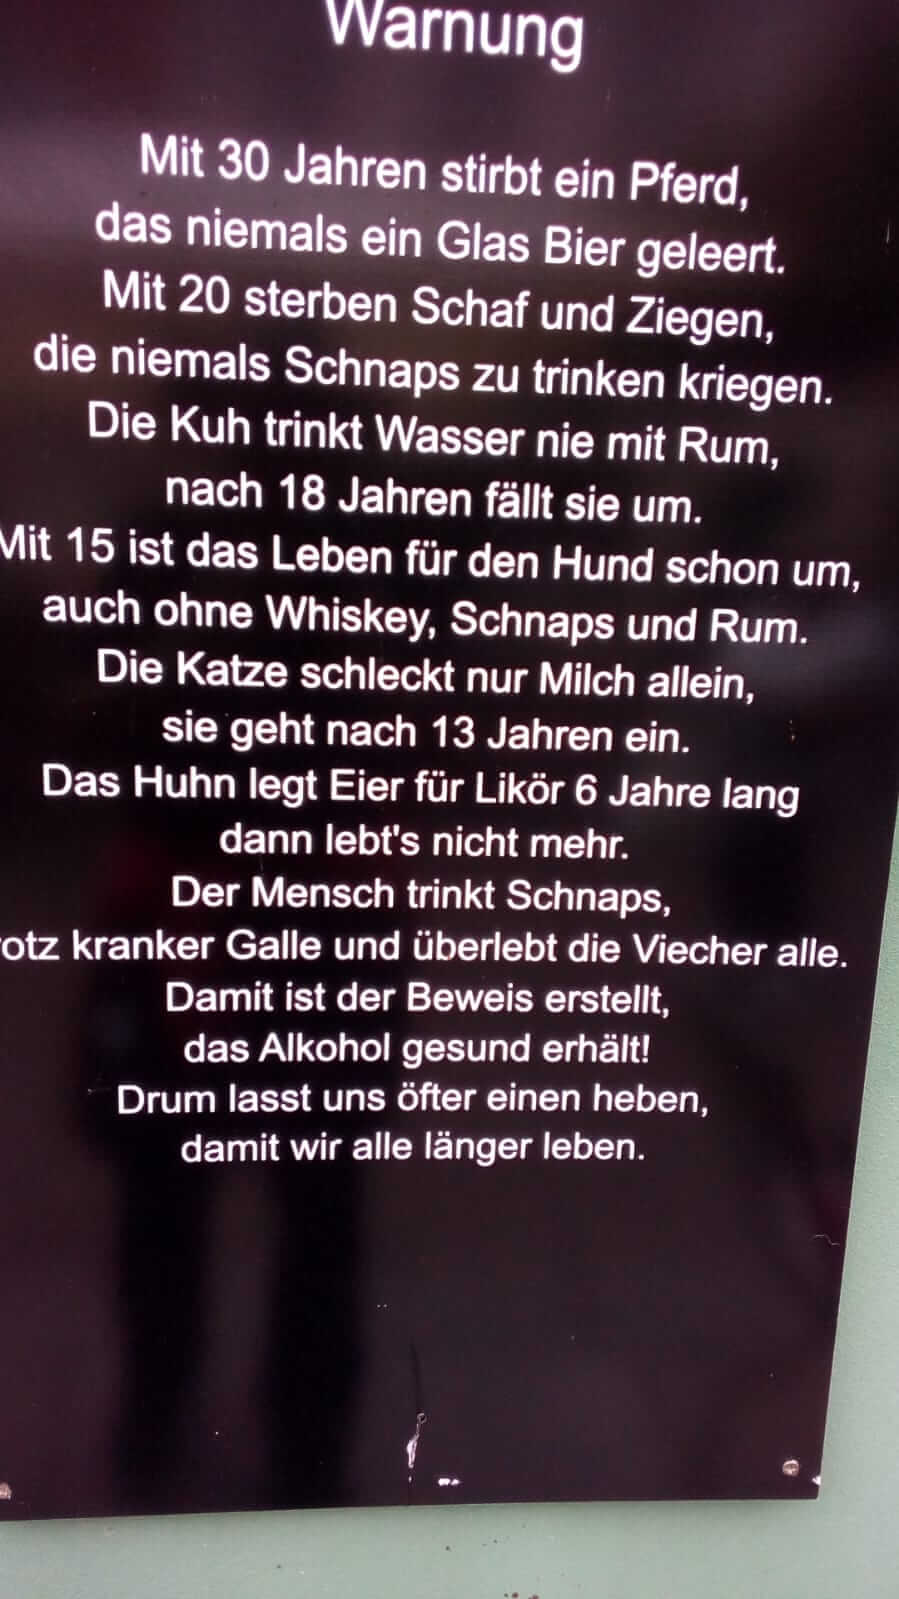 Warnung
Mit 30 Jahren stirbt ein Pferd,
das niemals ein Glas Bier geleert.
Mit 20 sterben Schaf und Ziegen,
die niemals Schnaps zu trinken kriegen.
Die Kuh trinkt Wasser nie mit Rum,
nach 18 Jahren fällt sie um.
Mit 15 ist das Leben für den Hund schon um,
auch ohne Whiskey, Schnaps und Rum.
Die Katze schleckt nur Milch allein,
sie geht nach 13 Jahren ein.
Das Huhn legt Eier für Likör 6 Jahre lang
dann lebt's nicht mehr.
Der Mensch trinkt Schnaps,
rotz kranker Galle und überlebt die Viecher alle.
Damit ist der Beweis erstellt,
das Alkohol gesund erhält!
Drum lasst uns öfter einen heben,
damit wir alle länger leben.